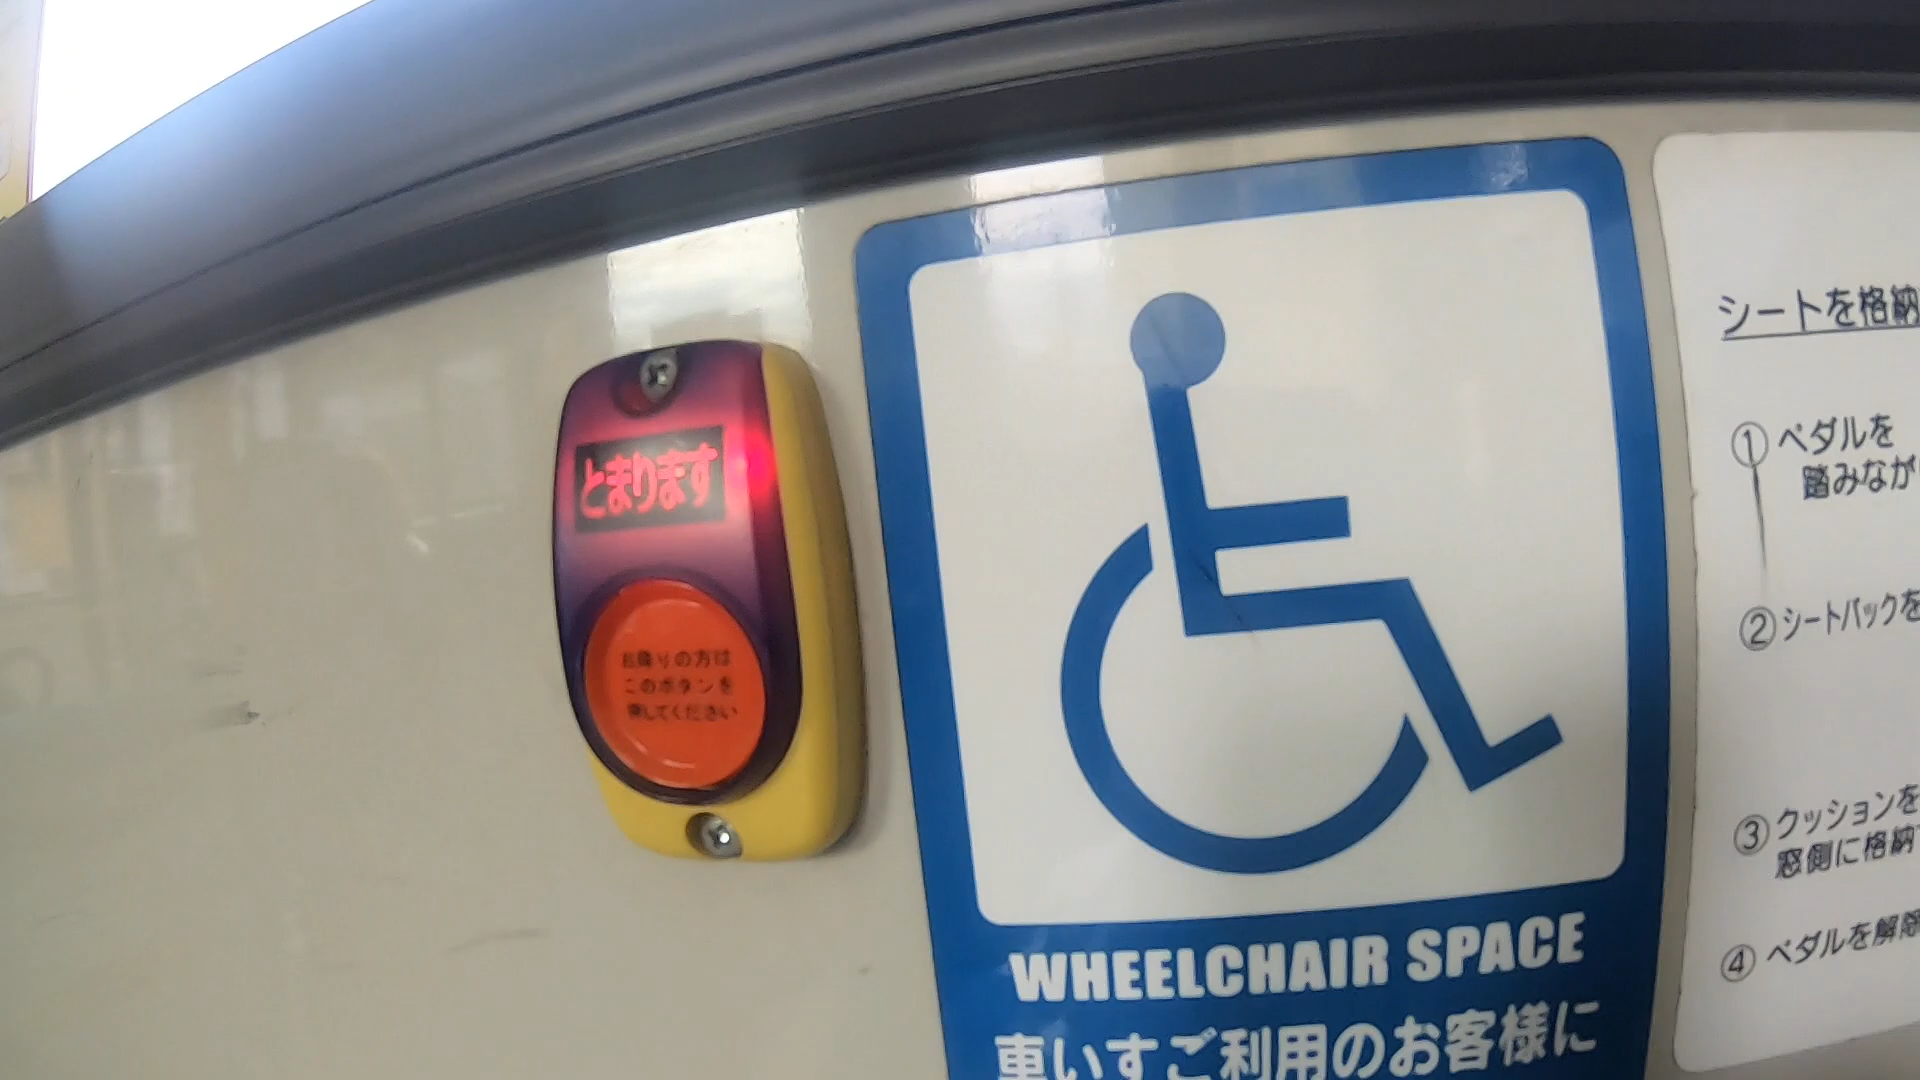 とまります
お降りの方は
このボタンを
押してください
WHEELCHAIR SPACE
車いすご利用のお客様に
シートを格納
① ペダルを
踏みなが
② シートバックを
③ クッションを
窓側に格納
④ ペダルを解除